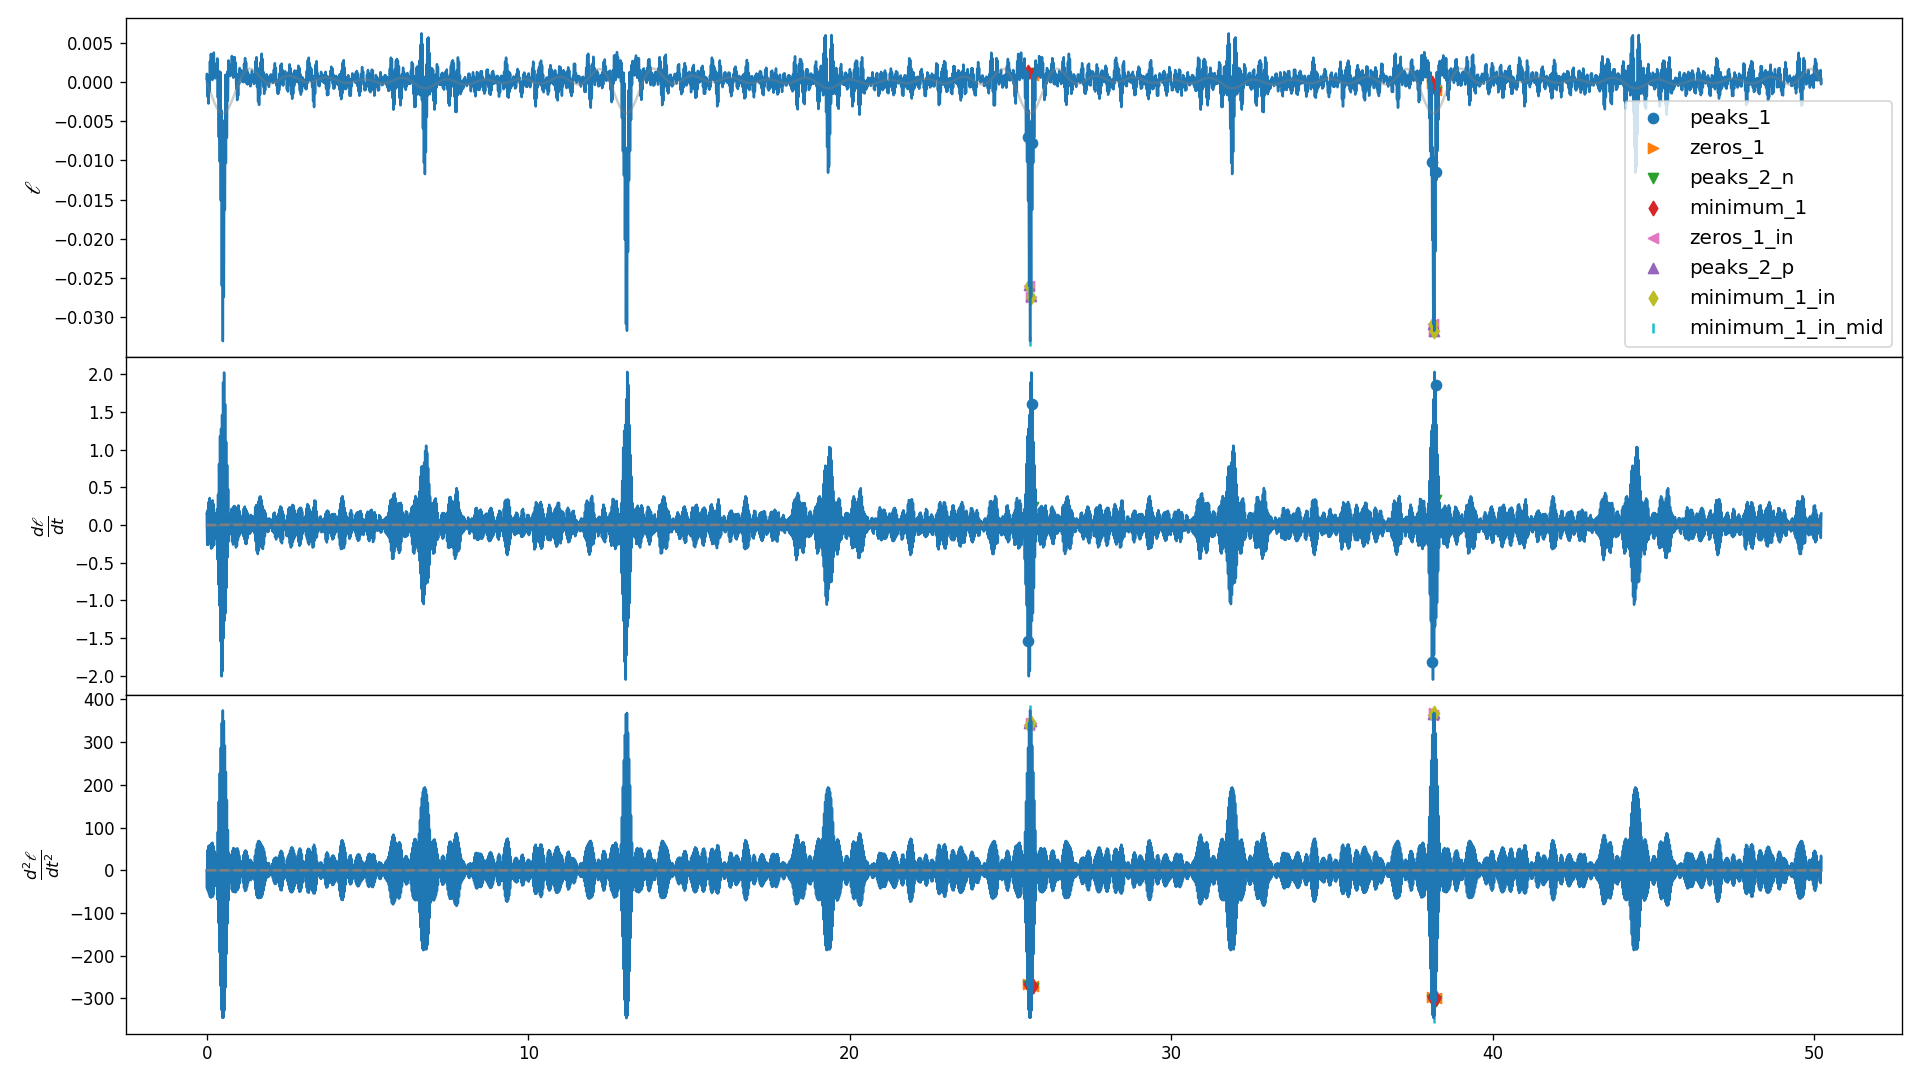 0.005
0.000
−0.005
−0.010
−0.015
−0.020
−0.025
−0.030
ℓ
peaks_1
zeros_1
peaks_2_n
minimum_1
zeros_1_in
peaks_2_p
minimum_1_in
minimum_1_in_mid
2.0
1.5
1.0
0.5
0.0
−0.5
−1.0
−1.5
−2.0
dℓ
dt
400
300
200
100
0
−100
−200
−300
d²ℓ
dt²
0 10 20 30 40 50